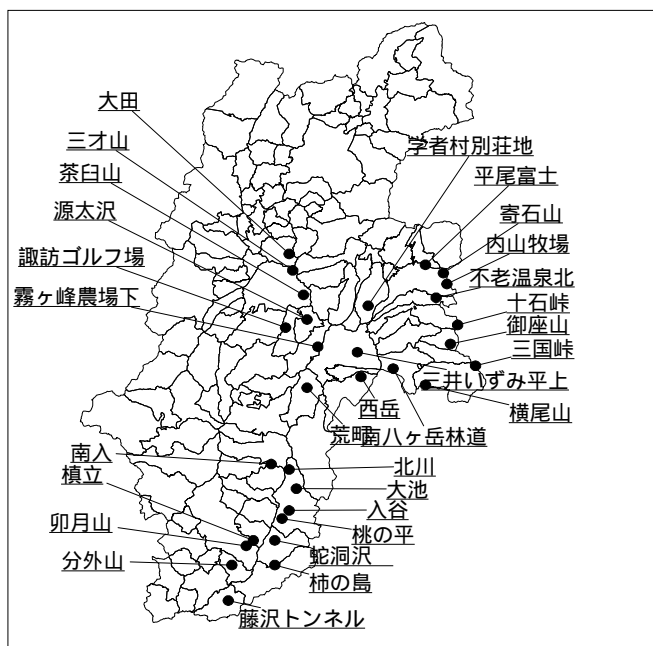 大田
三才山
茶臼山
源太沢
諏訪ゴルフ場
霧ヶ峰農場下
学者村別荘地
平尾富士
寄石山
内山牧場
不老温泉北
十石峠
御座山
三国峠
三井いずみ平上
横尾山
西岳
荒町
南八ヶ岳林道
南入
槙立
卯月山
分外山
北川
大池
入谷
桃の平
蛇洞沢
柿の島
藤沢トンネル